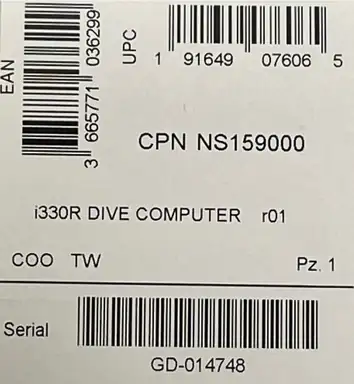 EAN
3 665771 036299
UPC
1 91649 07606 5
CPN NS159000
i330R DIVE COMPUTER r01
COO TW
Pz. 1
Serial
GD-014748